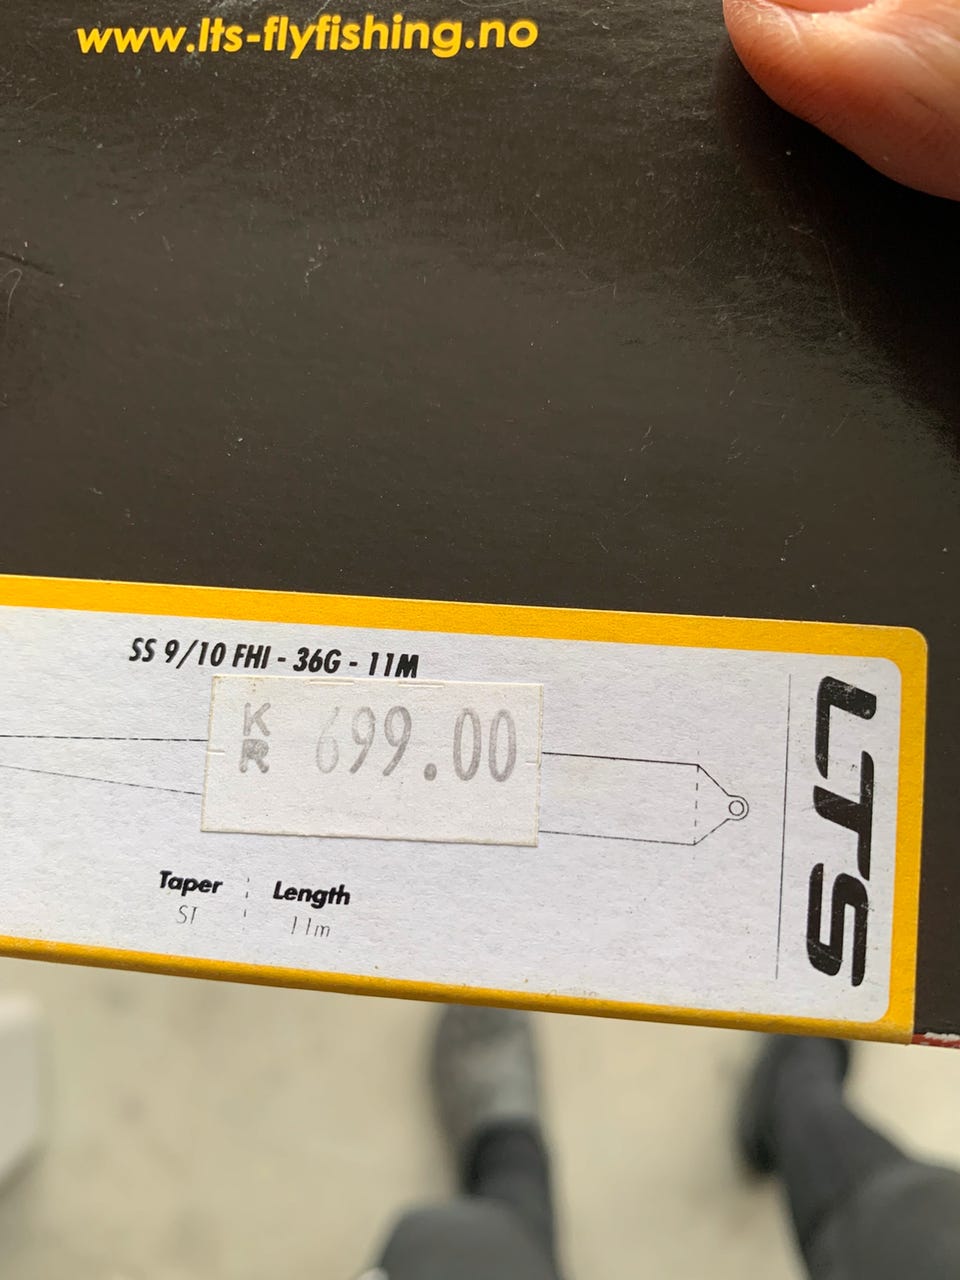 www.lts-flyfishing.no
SS 9/10 FHI - 36G - 11M
KR 699.00
Taper Length
ST 11m
LTS